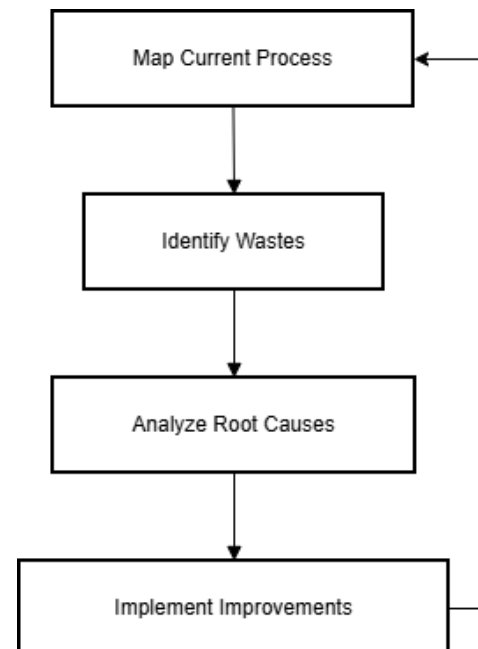 Map Current Process
Identify Wastes
Analyze Root Causes
Implement Improvements